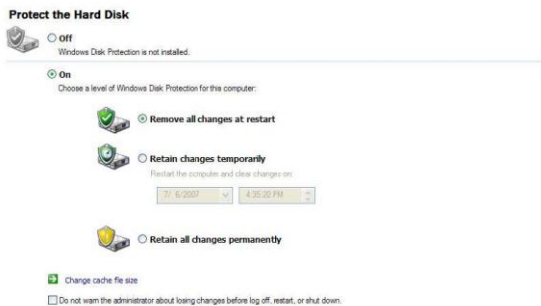 Protect the Hard Disk
Off
Windows Disk Protection is not installed.
On
Choose a level of Windows Disk Protection for this computer:
Remove all changes at restart
Retain changes temporarily
Restart the computer and clear changes on:
7/ 6/2007 4:35:20 PM
Retain all changes permanently
Change cache file size
Do not warn the administrator about losing changes before log off, restart, or shut down.